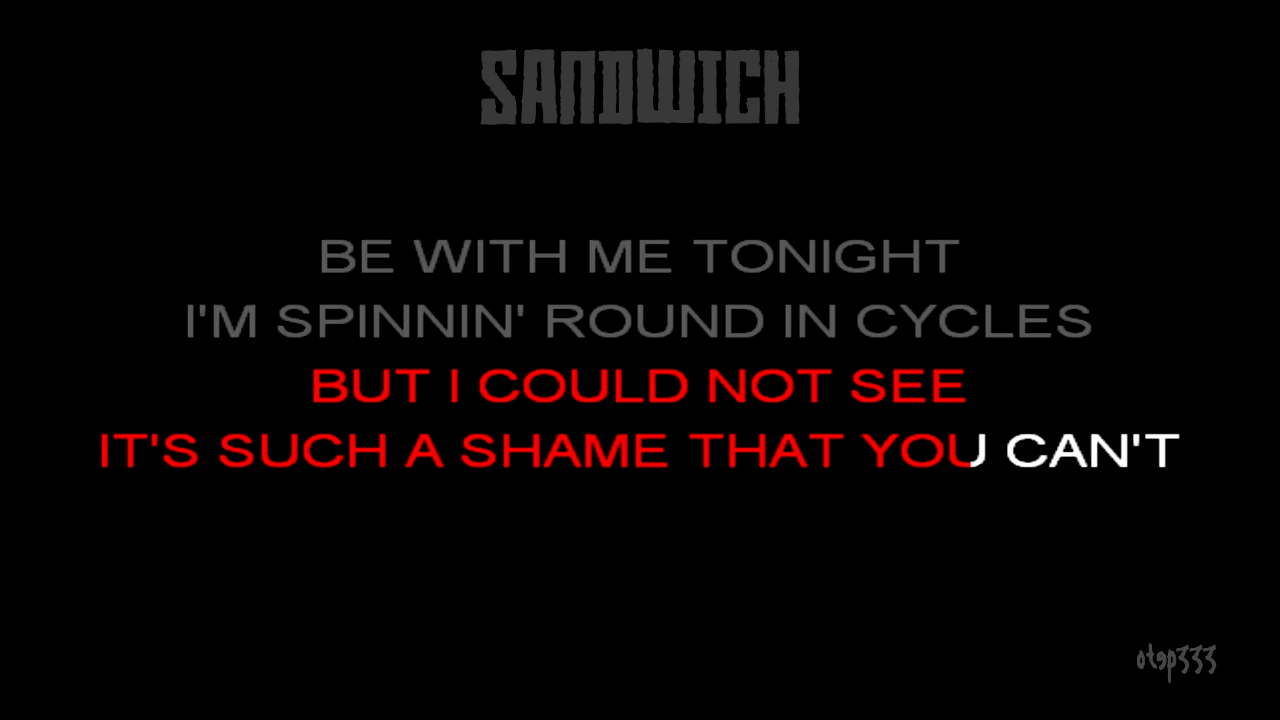 SANDWICH
BE WITH ME TONIGHT
I'M SPINNIN' ROUND IN CYCLES
BUT I COULD NOT SEE
IT'S SUCH A SHAME THAT YOU CAN'T
otep333